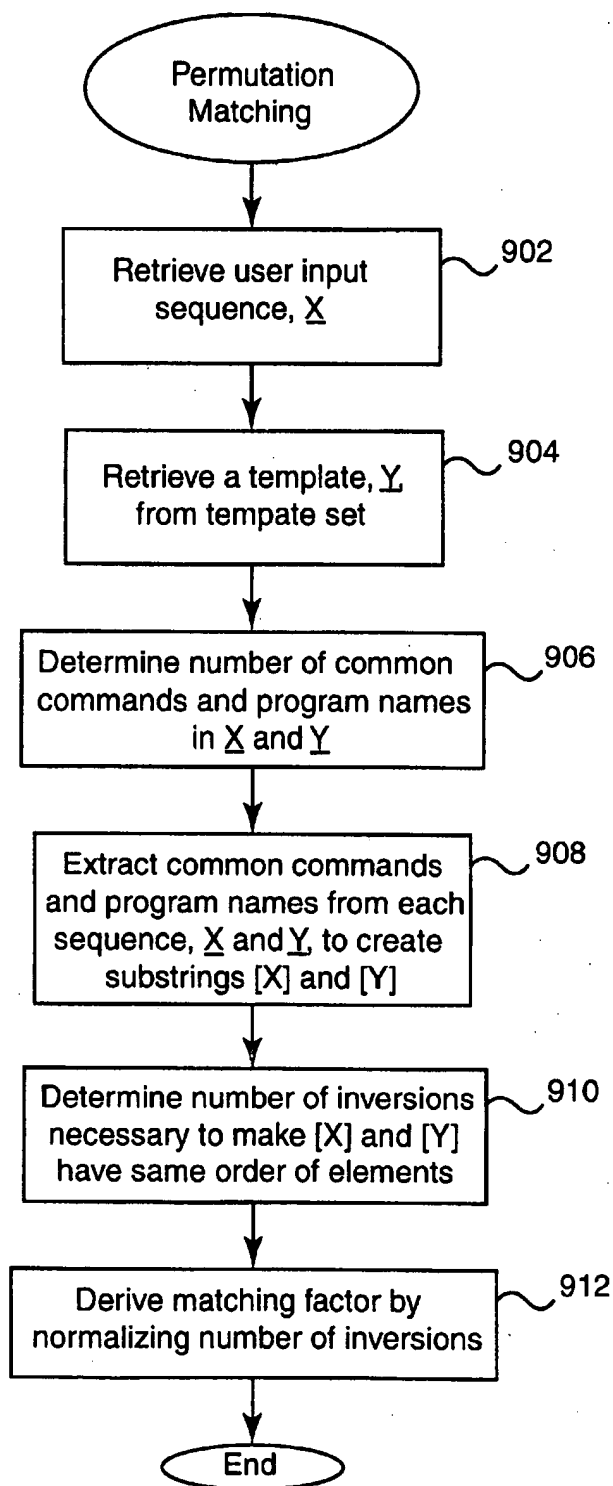 Permutation
Matching
Retrieve user input
sequence, X
902
Retrieve a template, Y,
from tempate set
904
Determine number of common
commands and program names
in X and Y
906
Extract common commands
and program names from each
sequence, X and Y, to create
substrings [X] and [Y]
908
Determine number of inversions
necessary to make [X] and [Y]
have same order of elements
910
Derive matching factor by
normalizing number of inversions
912
End